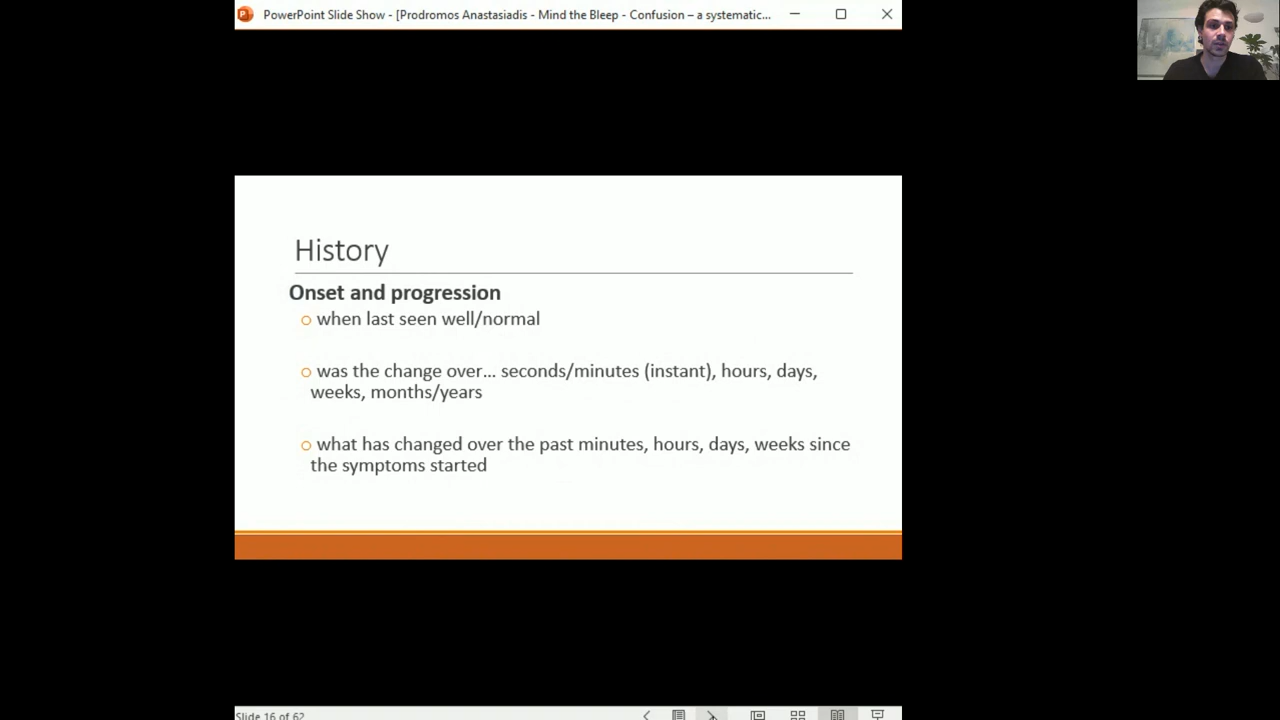 PowerPoint Slide Show - [Prodromos Anastasiadis - Mind the Bleep - Confusion – a systematic...
History
Onset and progression
when last seen well/normal
was the change over... seconds/minutes (instant), hours, days,
weeks, months/years
what has changed over the past minutes, hours, days, weeks since
the symptoms started
Slide 16 of 62